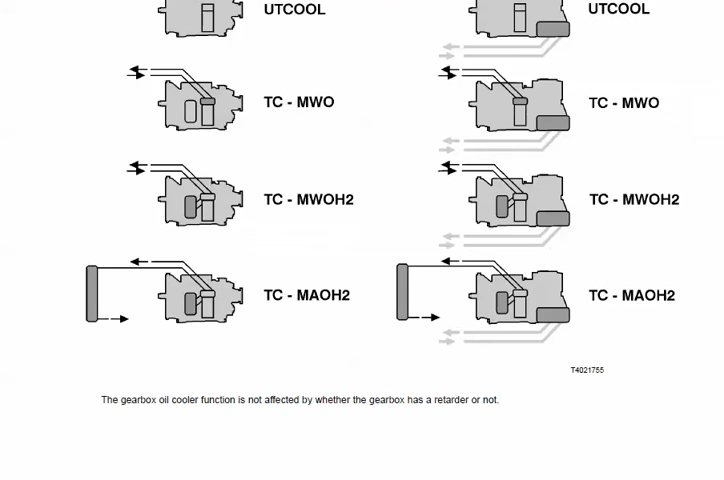 UTCOOL UTCOOL
TC - MWO TC - MWO
TC - MWOH2 TC - MWOH2
TC - MAOH2 TC - MAOH2
T4021755
The gearbox oil cooler function is not affected by whether the gearbox has a retarder or not.